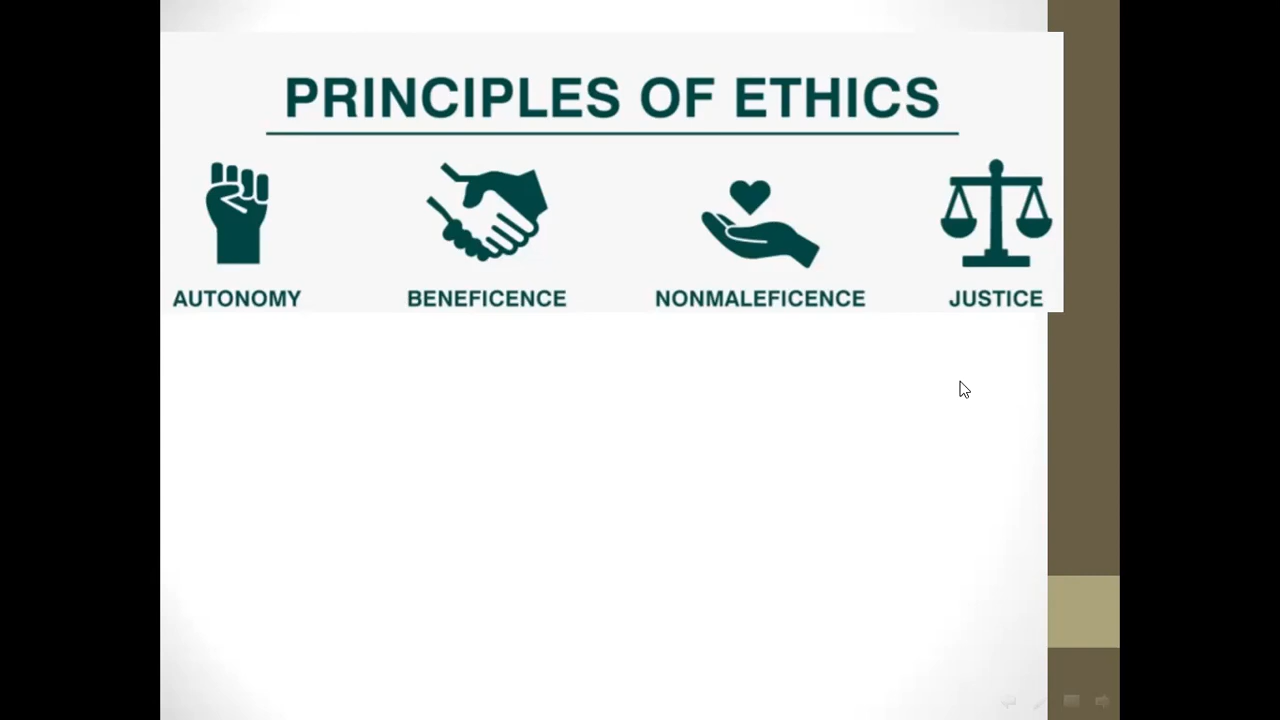 PRINCIPLES OF ETHICS
AUTONOMY
BENEFICENCE
NONMALEFICENCE
JUSTICE